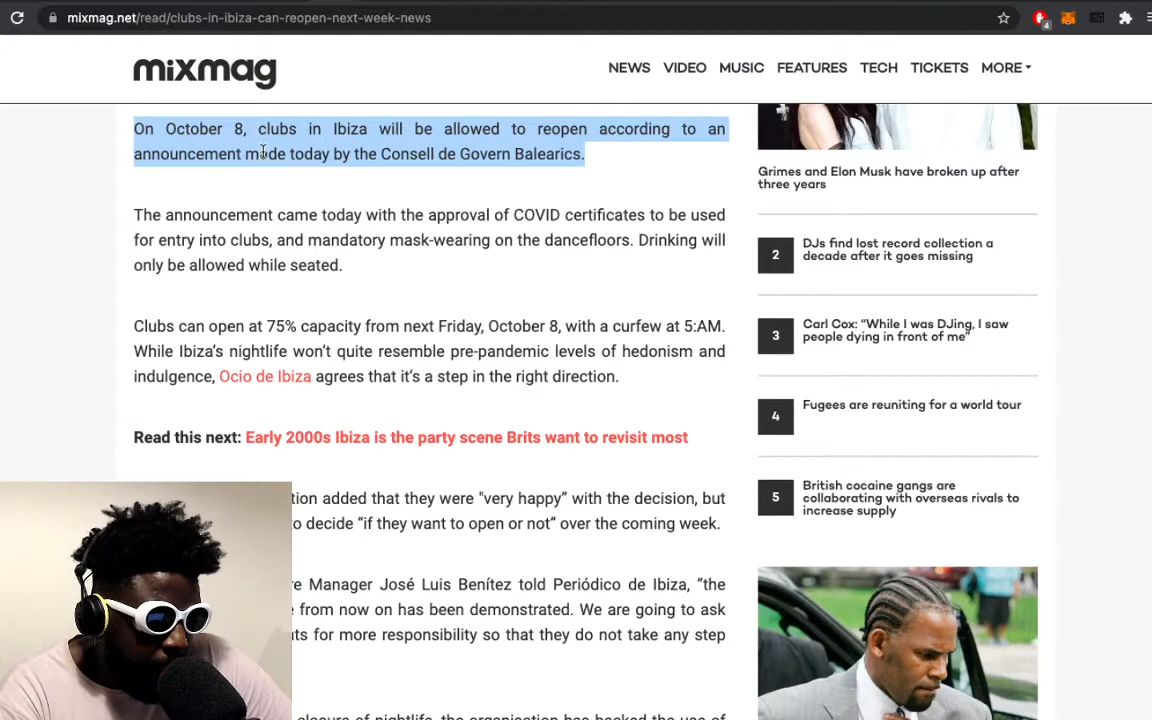 mixmag.net/read/clubs-in-ibiza-can-reopen-next-week-news
4
mixmag
NEWS VIDEO MUSIC FEATURES TECH TICKETS MORE
On October 8, clubs in Ibiza will be allowed to reopen according to an
announcement made today by the Consell de Govern Balearics.
The announcement came today with the approval of COVID certificates to be used
for entry into clubs, and mandatory mask-wearing on the dancefloors. Drinking will
only be allowed while seated.
Clubs can open at 75% capacity from next Friday, October 8, with a curfew at 5:AM.
While Ibiza’s nightlife won’t quite resemble pre-pandemic levels of hedonism and
indulgence, Ocio de Ibiza agrees that it’s a step in the right direction.
Read this next: Early 2000s Ibiza is the party scene Brits want to revisit most
tion added that they were "very happy” with the decision, but
o decide “if they want to open or not” over the coming week.
re Manager José Luis Benítez told Periódico de Ibiza, “the
e from now on has been demonstrated. We are going to ask
nts for more responsibility so that they do not take any step
closure of nightlife, the organisation has backed the use of
Grimes and Elon Musk have broken up after
three years
2
DJs find lost record collection a
decade after it goes missing
3
Carl Cox: “While I was DJing, I saw
people dying in front of me”
4
Fugees are reuniting for a world tour
5
British cocaine gangs are
collaborating with overseas rivals to
increase supply